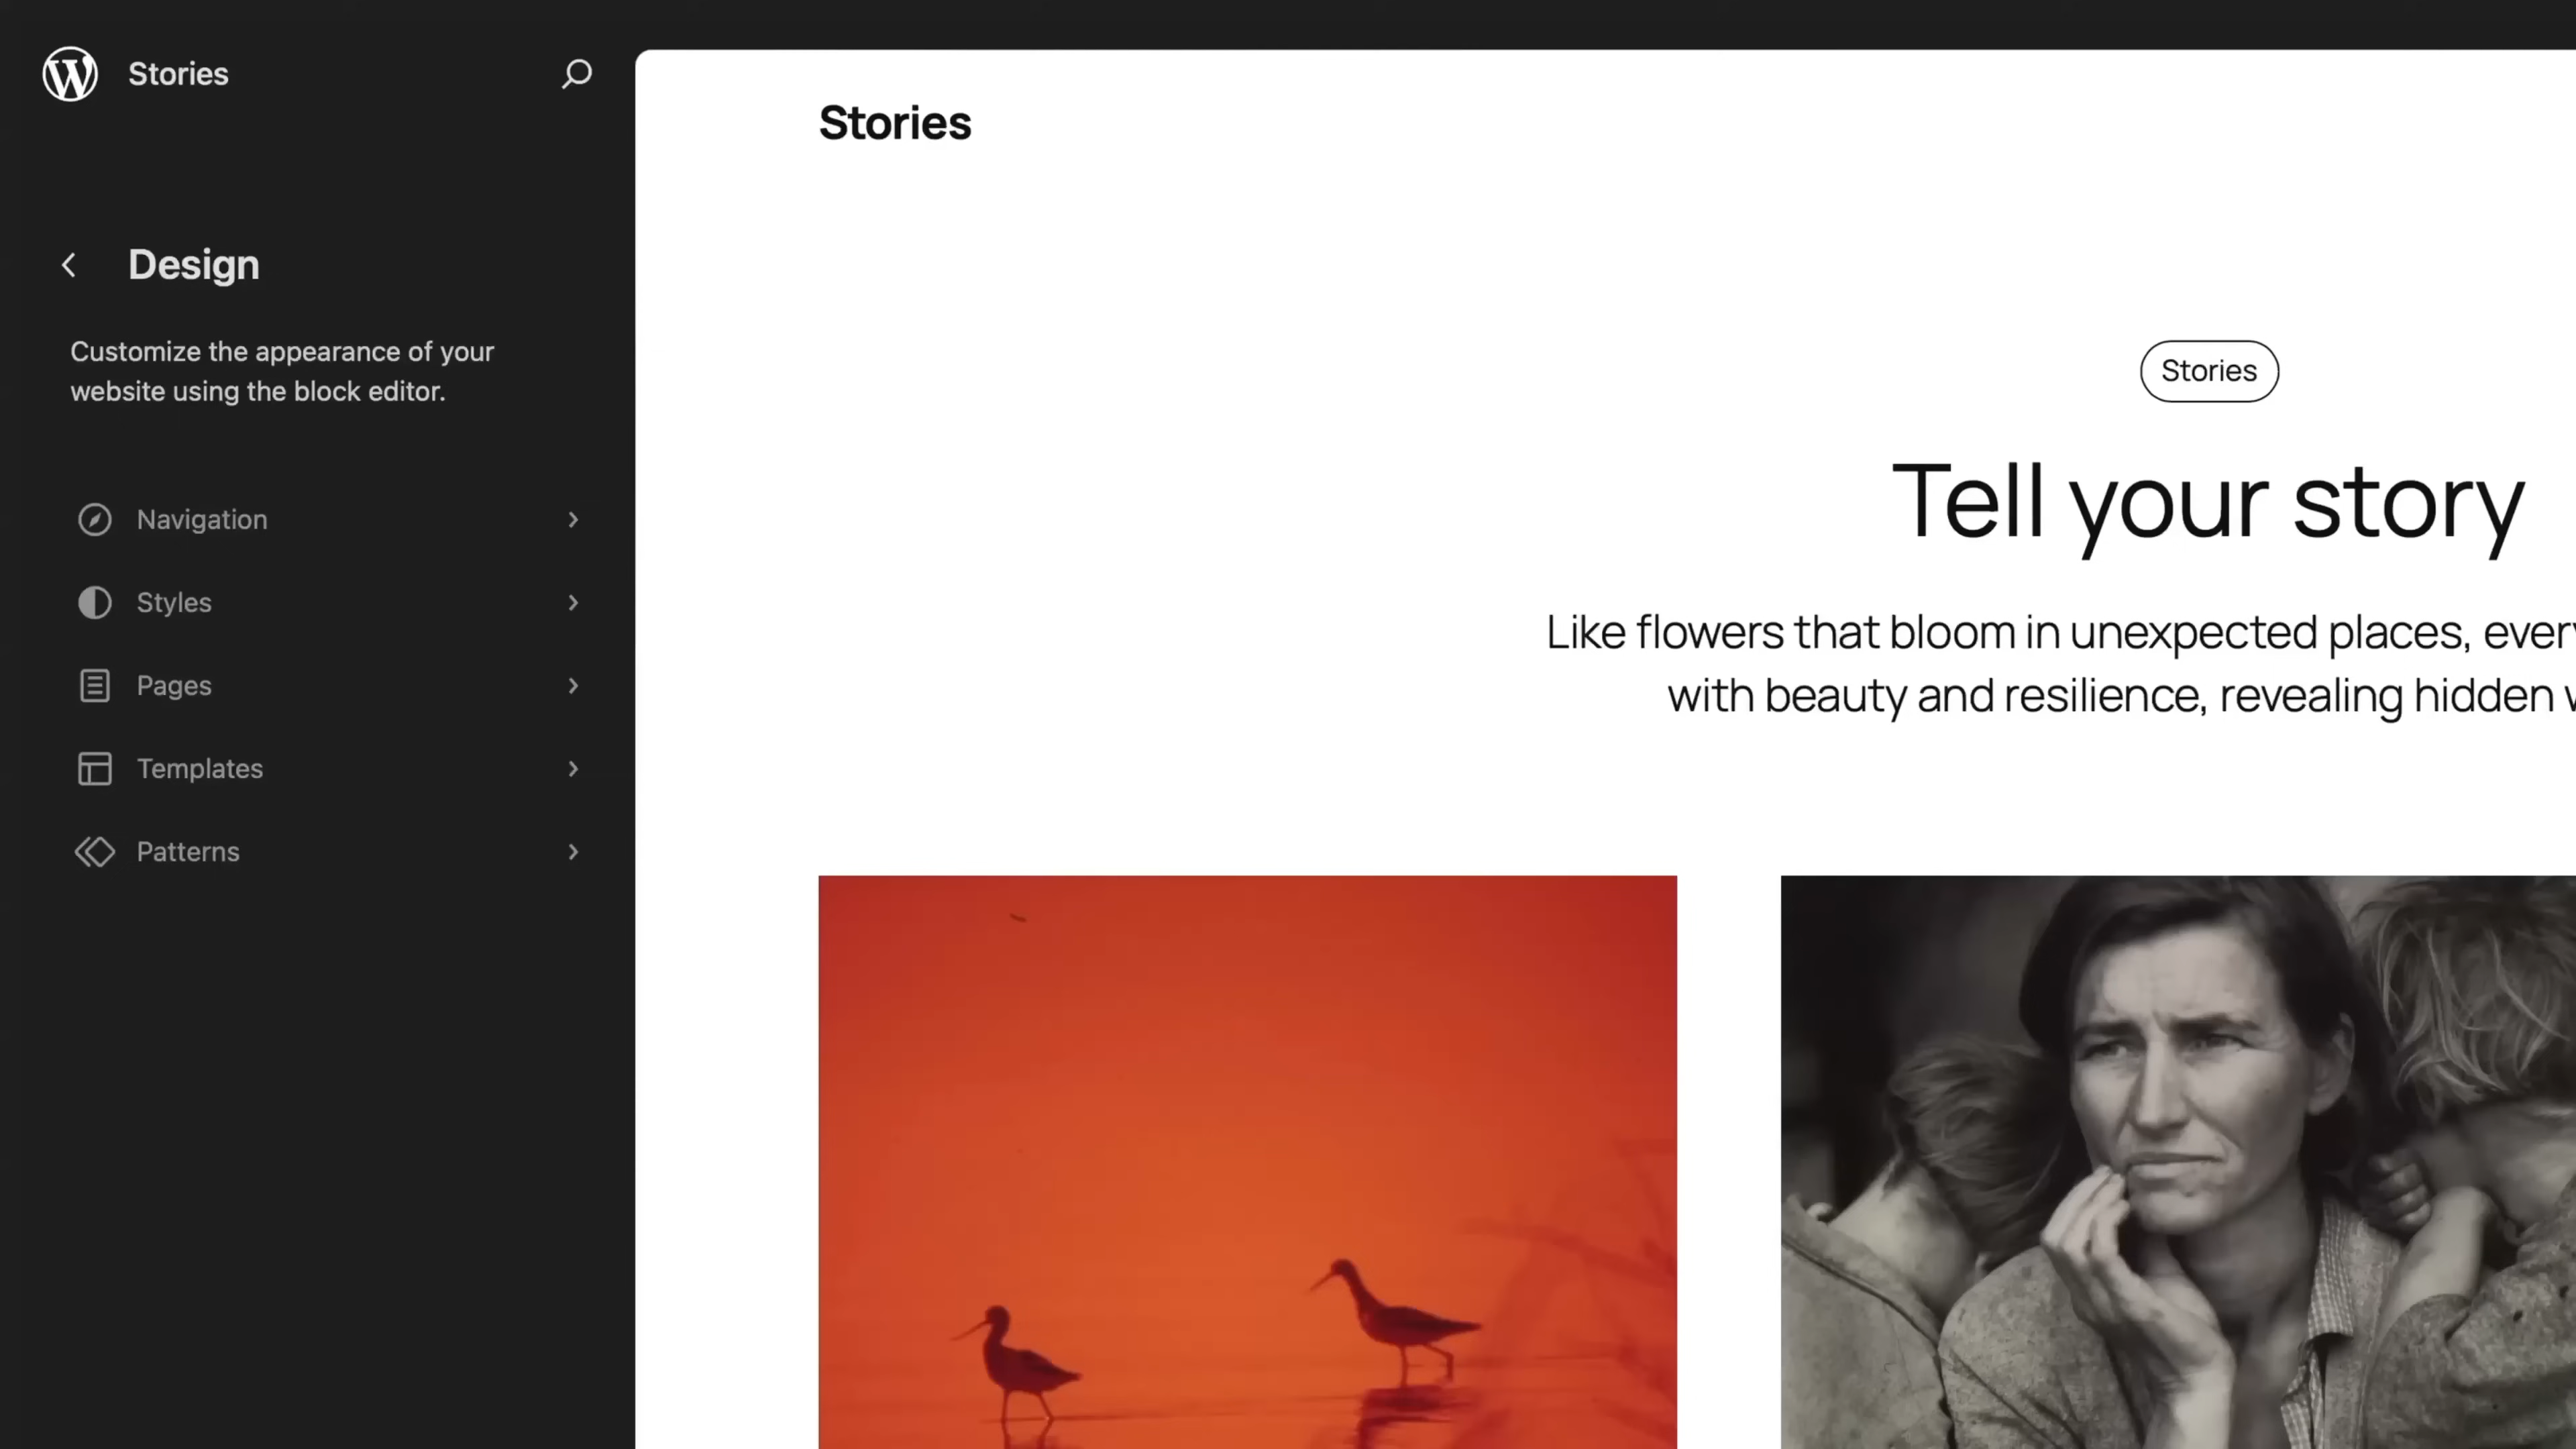 Stories
Design
Customize the appearance of your
website using the block editor.
Navigation
Styles
Pages
Templates
Patterns
Stories
Stories
Tell your story
Like flowers that bloom in unexpected places,
with beauty and resilience, revealing hidden